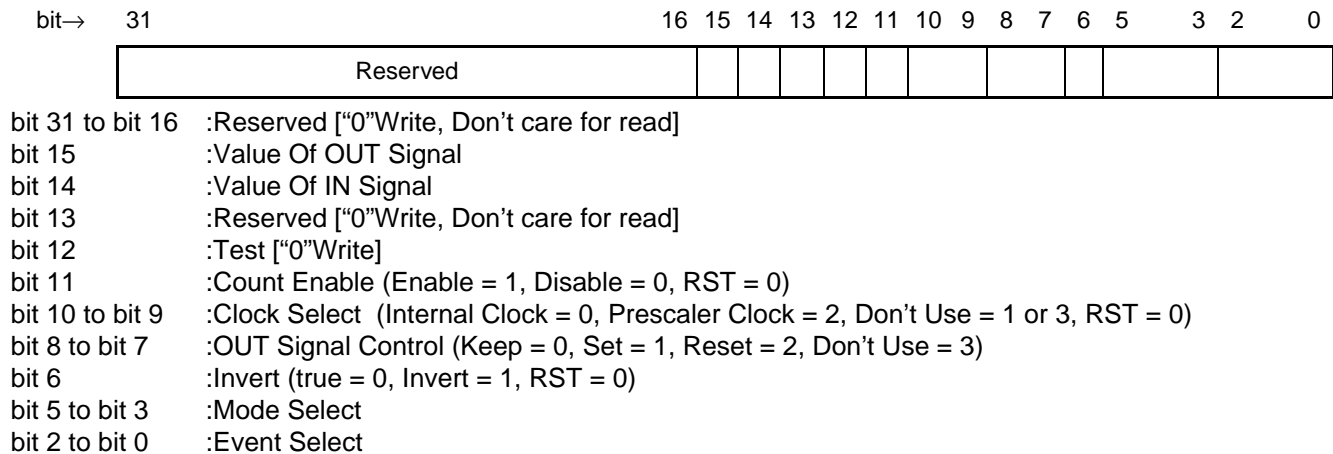 bit→ 31 16 15 14 13 12 11 10 9 8 7 6 5 3 2 0
Reserved
bit 31 to bit 16 :Reserved [“0”Write, Don’t care for read]
bit 15 :Value Of OUT Signal
bit 14 :Value Of IN Signal
bit 13 :Reserved [“0”Write, Don’t care for read]
bit 12 :Test [“0”Write]
bit 11 :Count Enable (Enable = 1, Disable = 0, RST = 0)
bit 10 to bit 9 :Clock Select (Internal Clock = 0, Prescaler Clock = 2, Don’t Use = 1 or 3, RST = 0)
bit 8 to bit 7 :OUT Signal Control (Keep = 0, Set = 1, Reset = 2, Don’t Use = 3)
bit 6 :Invert (true = 0, Invert = 1, RST = 0)
bit 5 to bit 3 :Mode Select
bit 2 to bit 0 :Event Select